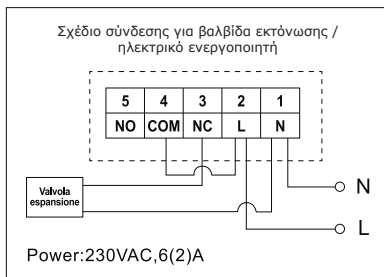 Σχέδιο σύνδεσης για βαλβίδα εκτόνωσης /
ηλεκτρικό ενεργοποιητή
5 4 3 2 1
NO COM NC L N
Valvola
espansione
N
L
Power:230VAC,6(2)A